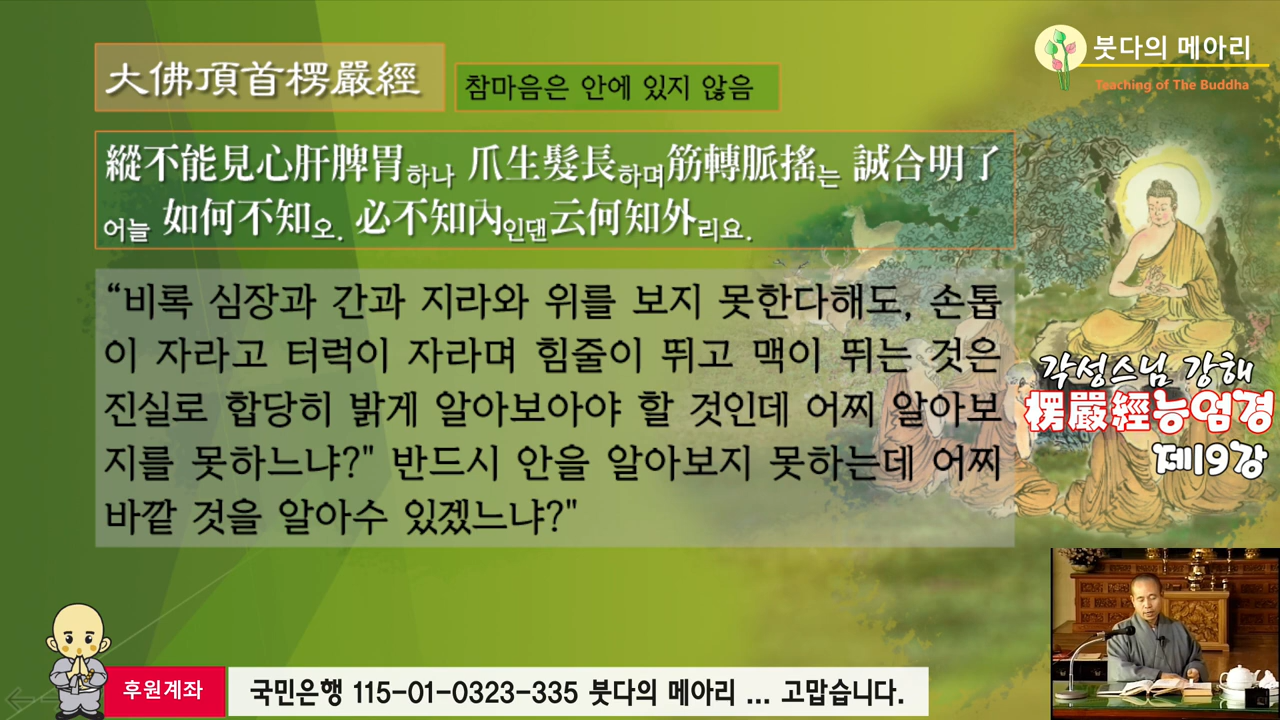 大佛頂首楞嚴經
참마음은 안에 있지 않음
붓다의 메아리
Teaching of The Buddha
縱不能見心肝脾胃하나 爪生髮長하며筋轉脈搖는 誠合明了
어늘 如何不知오. 必不知內인댄云何知外리요.
“비록 심장과 간과 지라와 위를 보지 못한다해도, 손톱
이 자라고 터럭이 자라며 힘줄이 뛰고 맥이 뛰는 것은
진실로 합당히 밝게 알아보아야 할 것인데 어찌 알아보
지를 못하느냐?" 반드시 안을 알아보지 못하는데 어찌
바깥 것을 알아수 있겠느냐?"
각성스님 강해
楞嚴經능엄경
제19강
후원계좌
국민은행 115-01-0323-335 붓다의 메아리 ... 고맙습니다.